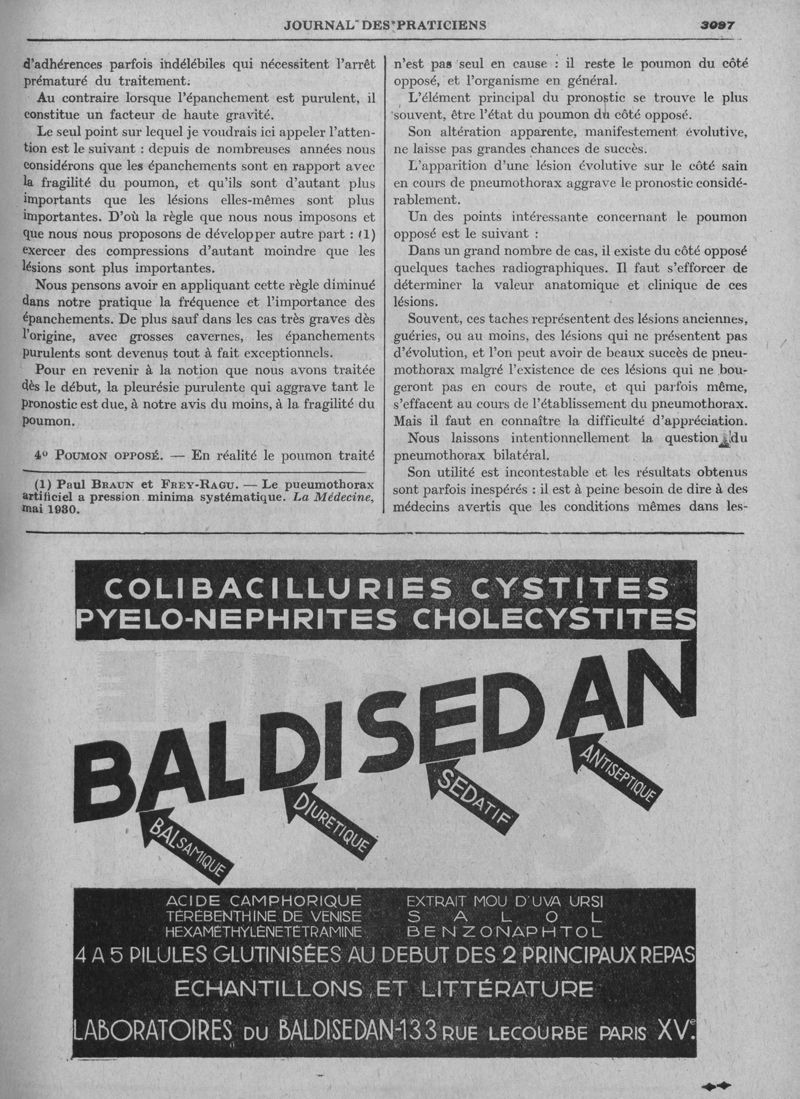 JOURNAL DES PRATICIENS
3097
d'adhérences parfois indélébiles qui nécessitent l'arrêt
prématuré du traitement.
Au contraire lorsque l'épanchement est purulent, il
constitue un facteur de haute gravité.
Le seul point sur lequel je voudrais ici appeler l'atten-
tion est le suivant : depuis de nombreuses années nous
considérons que les épanchements sont en rapport avec
la fragilité du poumon, et qu'ils sont d'autant plus
importants que les lésions elles-mêmes sont plus
importantes. D'où la règle que nous nous imposons et
que nous nous proposons de développer autre part : (1)
exercer des compressions d'autant moindre que les
lésions sont plus importantes.
Nous pensons avoir en appliquant cette règle diminué
dans notre pratique la fréquence et l'importance des
épanchements. De plus sauf dans les cas très graves dès
l'origine, avec grosses cavernes, les épanchements
purulents sont devenus tout à fait exceptionnels.
Pour en revenir à la notion que nous avons traitée
dès le début, la pleurésie purulente qui aggrave tant le
pronostic est due, à notre avis du moins, à la fragilité du
poumon.
4º POUMON OPPOSÉ. — En réalité le poumon traité
(1) Paul BRAUN et FREY-RAGU. — Le pueumothorax
artificiel a pression minima systématique. La Médecine,
mai 1930.
n'est pas seul en cause : il reste le poumon du côté
opposé, et l'organisme en général.
L'élément principal du pronostic se trouve le plus
souvent, être l'état du poumon du côté opposé.
Son altération apparente, manifestement évolutive,
ne laisse pas grandes chances de succès.
L'apparition d'une lésion évolutive sur le côté sain
en cours de pneumothorax aggrave le pronostic considé-
rablement.
Un des points intéressante concernant le poumon
opposé est le suivant :
Dans un grand nombre de cas, il existe du côté opposé
quelques taches radiographiques. Il faut s'efforcer de
déterminer la valeur anatomique et clinique de ces
lésions.
Souvent, ces taches représentent des lésions anciennes,
guéries, ou au moins, des lésions qui ne présentent pas
d'évolution, et l'on peut avoir de beaux succès de pneu-
mothorax malgré l'existence de ces lésions qui ne bou-
geront pas en cours de route, et qui parfois même,
s'effacent au cours de l'établissement du pneumothorax.
Mais il faut en connaître la difficulté d'appréciation.
Nous laissons intentionnellement la question du
pneumothorax bilatéral.
Son utilité est incontestable et les résultats obtenus
sont parfois inespérés : il est à peine besoin de dire à des
médecins avertis que les conditions mêmes dans les-
COLIBACILLURIES CYSTITES
PYELO-NEPHRITES CHOLECYSTITES
BALDISEDAN
BALSAMIQUE
DIURETIQUE
SEDATIF
ANTISEPTIQUE
ACIDE CAMPHORIQUE
TÉRÉBENTHINE DE VENISE
HEXAMÉTHYLÈNETÉTRAMINE
EXTRAIT MOU D'UVA URSI
SALOL
BENZONAPHTOL
4 A 5 PILULES GLUTINISÉES AU DEBUT DES 2 PRINCIPAUX REPAS
ECHANTILLONS ET LITTÉRATURE
LABORATOIRES DU BALDISEDAN-133 RUE LECOURBE PARIS XVe.